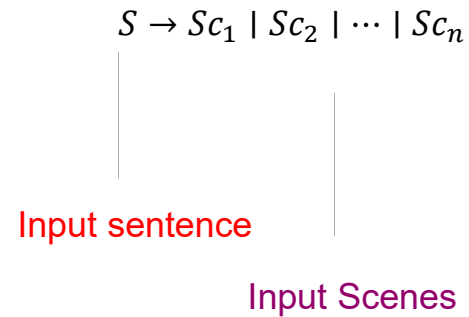 S → Sc₁ | Sc₂ | ⋯ | Scₙ
Input sentence
Input Scenes